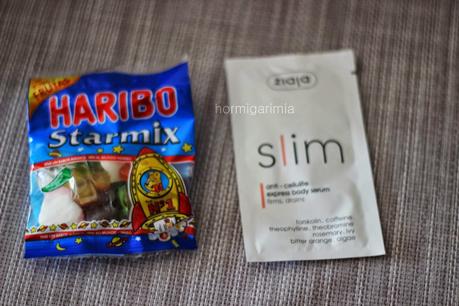 HARIBO
Starmix
hormigarimia
ziaja
slim
anti - cellulite
express body serum
firms, drains
forskolin, caffeine
theophylline, theobromine
rosemary, ivy
bitter orange, algae